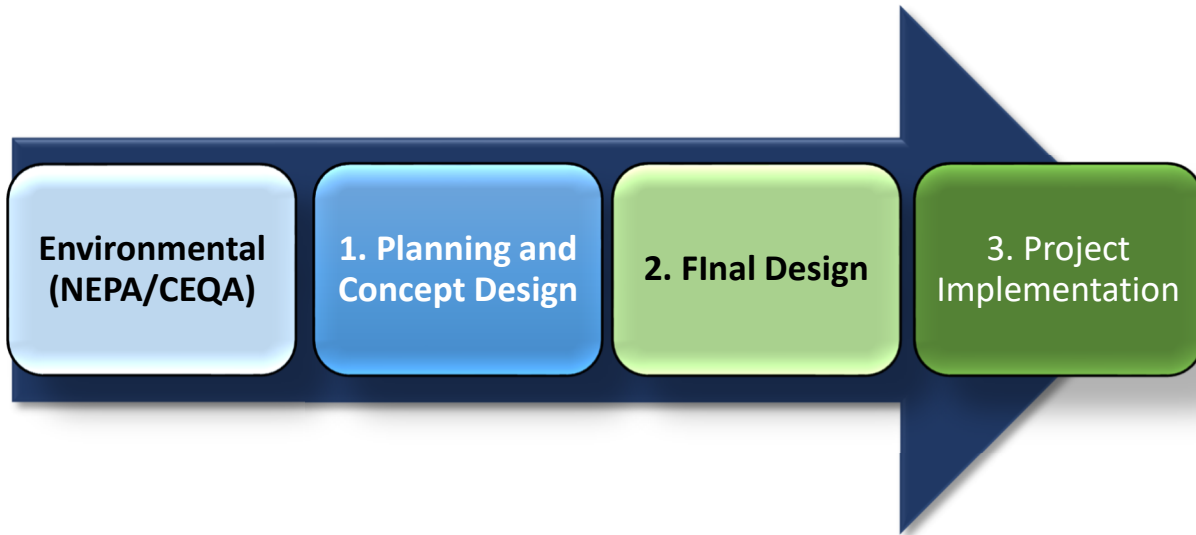 Environmental
(NEPA/CEQA)
1. Planning and
Concept Design
2. FInal Design
3. Project
Implementation